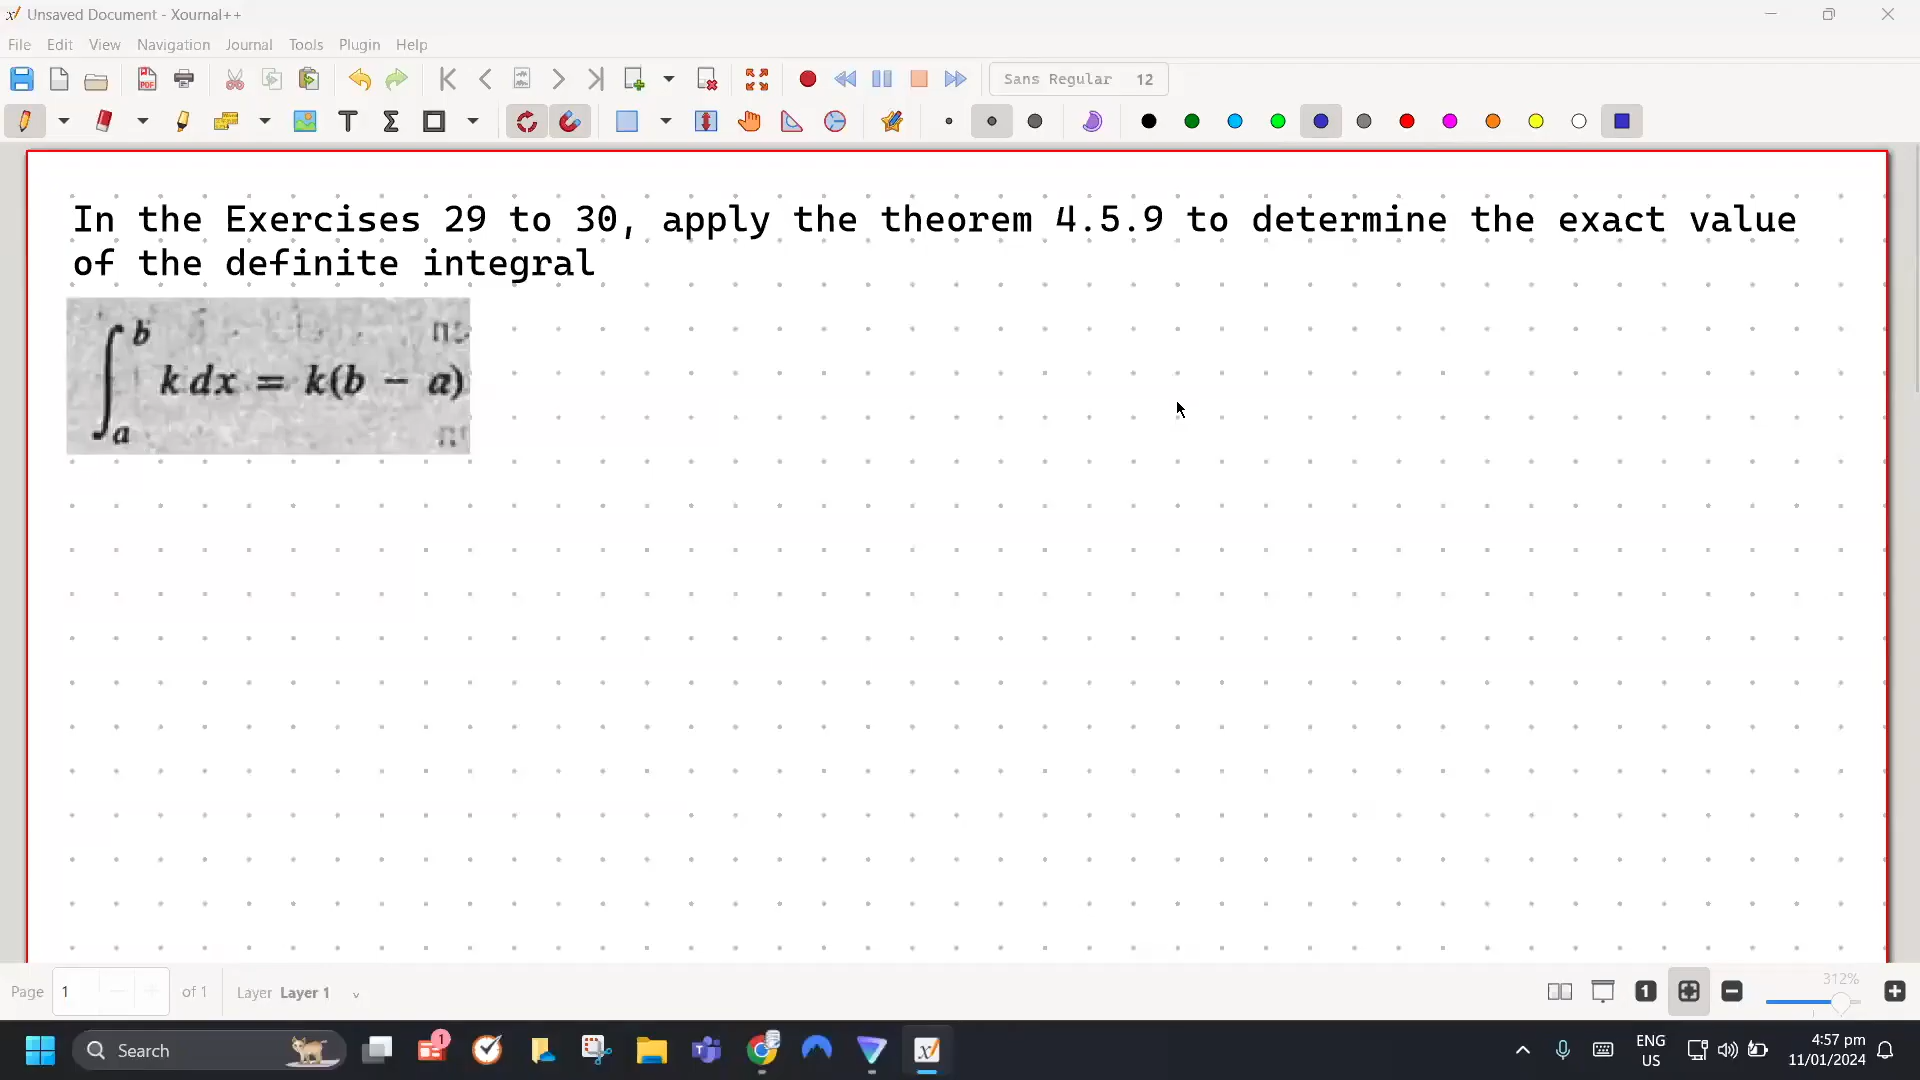 Unsaved Document - Xournal++
File Edit View Navigation Journal Tools Plugin Help
Sans Regular 12
In the Exercises 29 to 30, apply the theorem 4.5.9 to determine the exact value
of the definite integral
∫_a^b k dx = k(b − a)
Page 1 of 1 Layer Layer 1
312%
Search
1
ENG
US
4:57 pm
11/01/2024